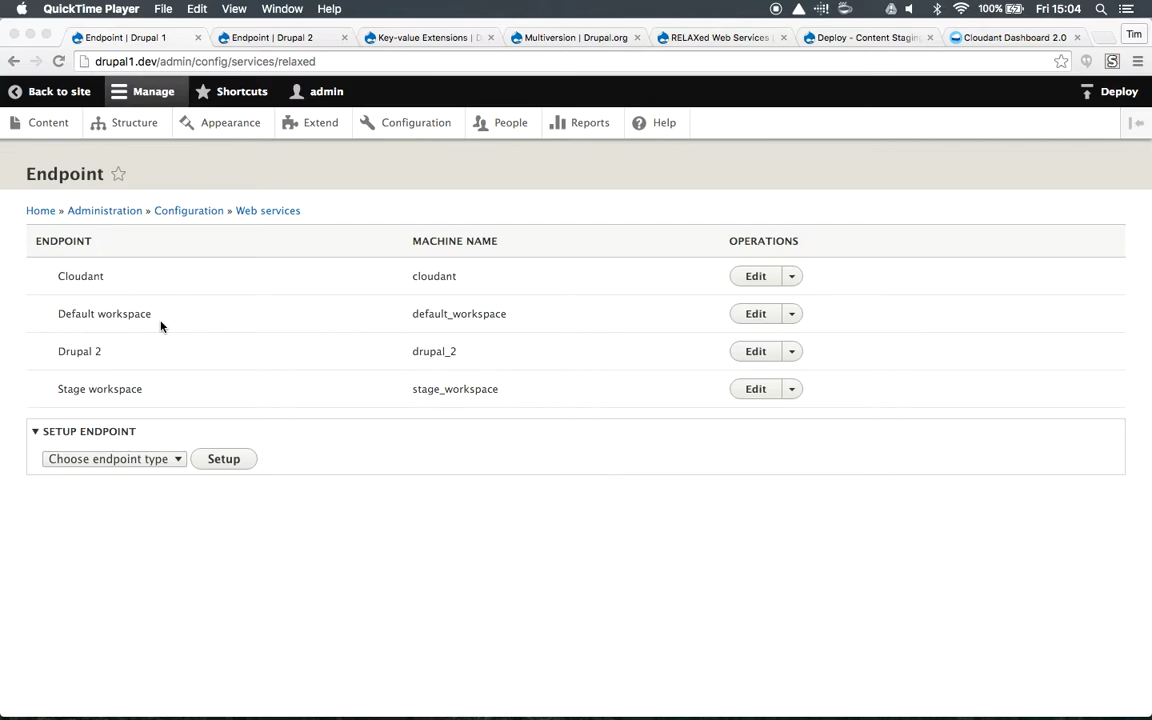 QuickTime Player File Edit View Window Help 100% Fri 15:04
Endpoint | Drupal 1 Endpoint | Drupal 2 Key-value Extensions | D Multiversion | Drupal.org RELAXed Web Services | Deploy - Content Staging Cloudant Dashboard 2.0 Tim
drupal1.dev/admin/config/services/relaxed
Back to site Manage Shortcuts admin Deploy
Content Structure Appearance Extend Configuration People Reports Help
Endpoint
Home » Administration » Configuration » Web services
ENDPOINT MACHINE NAME OPERATIONS
Cloudant cloudant Edit
Default workspace default_workspace Edit
Drupal 2 drupal_2 Edit
Stage workspace stage_workspace Edit
SETUP ENDPOINT
Choose endpoint type Setup